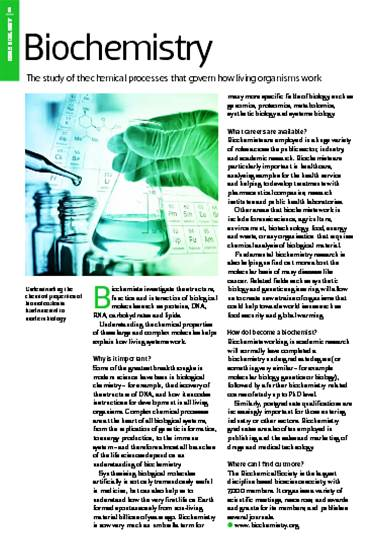 BIOCHEMISTRY
Biochemistry
The study of the chemical processes that govern how living organisms work
Determining the
chemical properties of
biomolecules is
fundamental to
modern biology
Biochemists investigate the structure,
function and interaction of biological
molecules such as proteins, DNA,
RNA, carbohydrates and lipids.
Understanding the chemical properties
of these large and complex molecules helps
explain how living systems work.
Why is it important?
Some of the greatest breakthroughs in
modern science have been in biological
chemistry – for example, the discovery of
the structure of DNA, and how it encodes
instructions for development in all living
organisms. Complex chemical processes
are at the heart of all biological systems,
from the replication of genetic information,
to energy production, to the immune
system – and therefore almost all branches
of the life sciences depend on an
understanding of biochemistry.
Synthesising biological molecules
artificially is not only tremendously useful
in medicine, but can also help us to
understand how the very first life on Earth
formed spontaneously from non-living
material billions of years ago. Biochemistry
is now very much an umbrella term for
many more specific fields of biology such as
genomics, proteomics, metabolomics,
synthetic biology and systems biology.
What careers are available?
Biochemists are employed in a huge variety
of roles across the public sector, industry
and academic research. Biochemists are
particularly important in healthcare,
analysing samples for the health service
and helping to develop treatments with
pharmaceutical companies, research
institutes and public health laboratories.
Other areas that biochemists work in
include forensic science, agriculture,
environment, biotechnology, food, energy
and waste, or any organisation that requires
chemical analysis of biological material.
Fundamental biochemistry research is
also helping us find out more about the
molecular basis of many diseases like
cancer. Related fields such as synthetic
biology and genetic engineering will allow
us to create new strains of organisms that
could help to tackle world issues such as
food security and global warming.
How do I become a biochemist?
Biochemists working in academic research
will normally have completed a
biochemistry undergraduate degree (or
something very similar – for example
molecular biology, genetics or biology),
followed by a further biochemistry related
course of study up to PhD level.
Similarly, postgraduate qualifications are
increasingly important for those entering
industry or other sectors. Biochemistry
graduates are also often employed in
publishing, and the sales and marketing of
drugs and medical technology.
Where can I find out more?
The Biochemical Society is the largest
discipline based bioscience society, with
7,000 members. It organises a variety of
scientific meetings, resources, and awards
and grants for its members, and publishes
several journals.
www.biochemistry.org